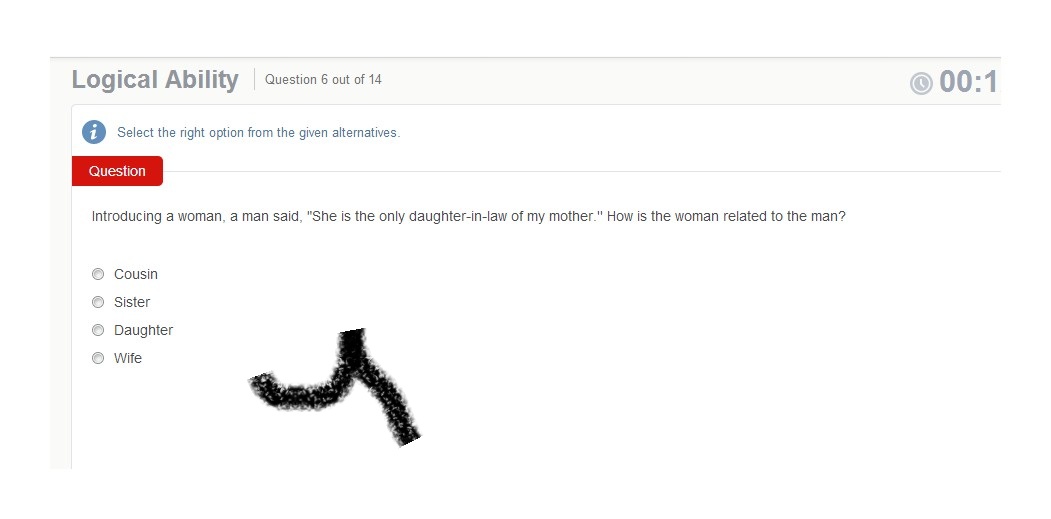 Logical Ability Question 6 out of 14 00:1
Select the right option from the given alternatives.
Question
Introducing a woman, a man said, "She is the only daughter-in-law of my mother." How is the woman related to the man?
Cousin
Sister
Daughter
Wife